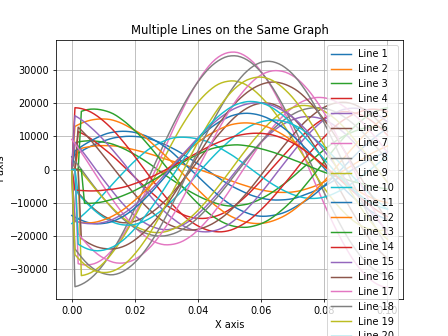 Multiple Lines on the Same Graph
30000
20000
10000
0
−10000
−20000
−30000
0.00
0.02
0.04
0.06
X axis
Line 1
Line 2
Line 3
Line 4
Line 5
Line 6
Line 7
Line 8
Line 9
Line 10
Line 11
Line 12
Line 13
Line 14
Line 15
Line 16
Line 17
Line 18
Line 19
Line 20